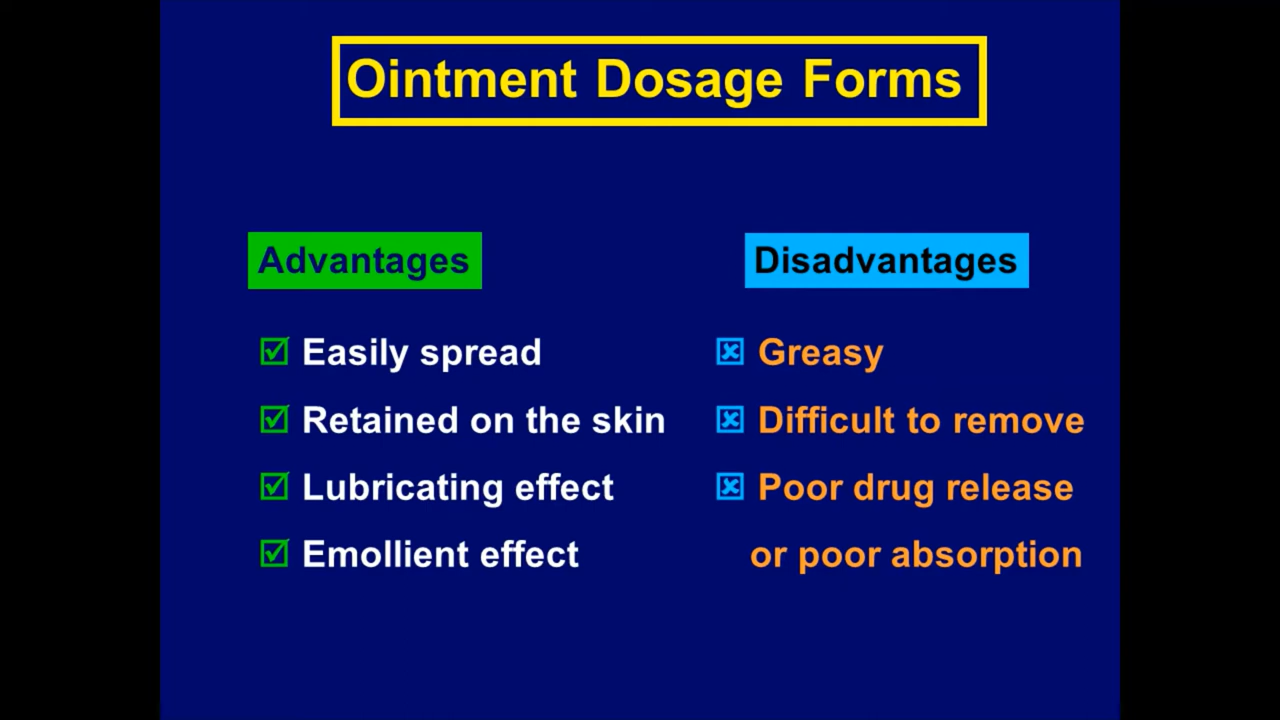 Ointment Dosage Forms
Advantages
Easily spread
Retained on the skin
Lubricating effect
Emollient effect
Disadvantages
Greasy
Difficult to remove
Poor drug release
or poor absorption